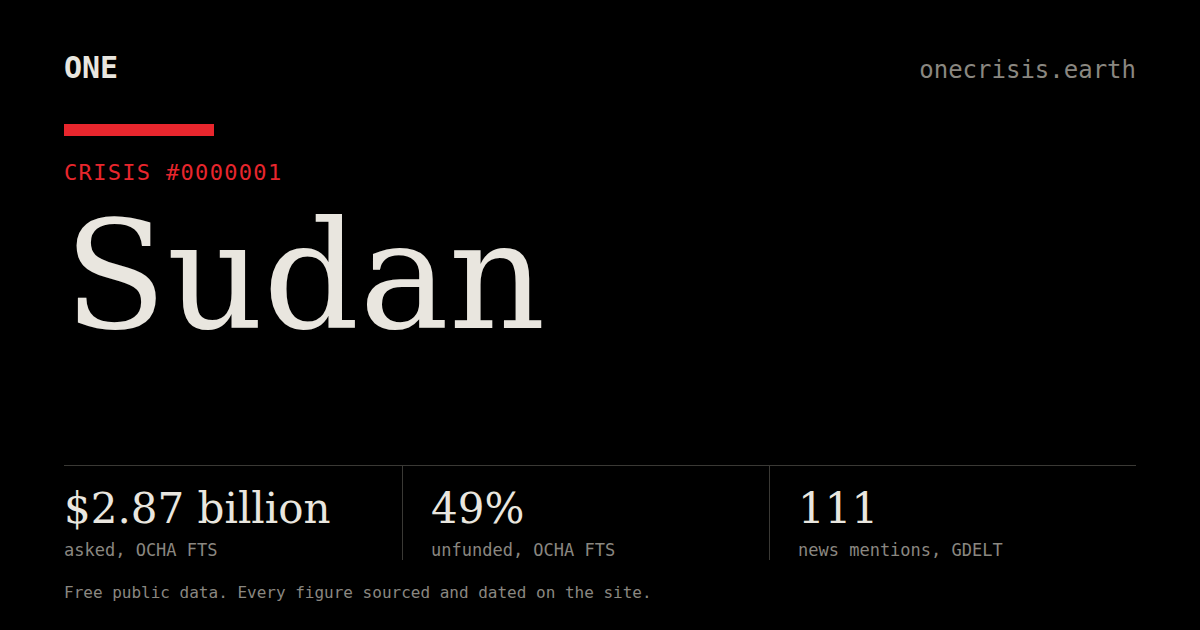 ONE
onecrisis.earth
CRISIS #0000001
Sudan
$2.87 billion
asked, OCHA FTS
49%
unfunded, OCHA FTS
111
news mentions, GDELT
Free public data. Every figure sourced and dated on the site.